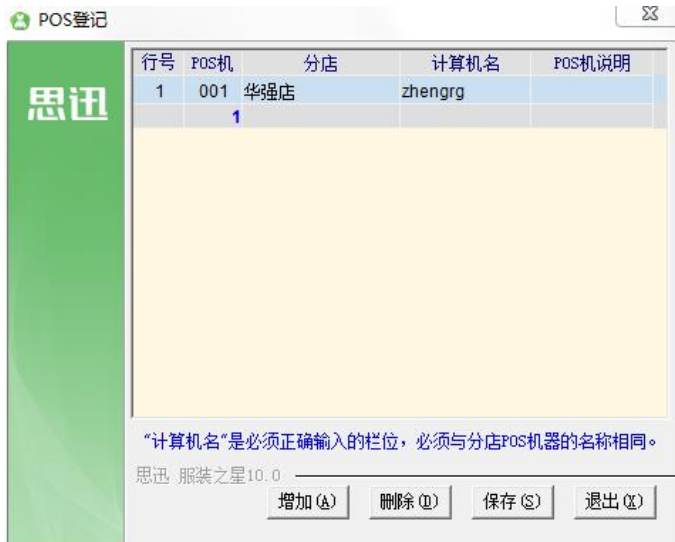 POS登记
思迅
行号 POS机 分店 计算机名 POS机说明
1 001 华强店 zhengrg
1
“计算机名”是必须正确输入的栏位，必须与分店POS机器的名称相同。
思迅 服装之星10.0
增加(A) 删除(D) 保存(S) 退出(X)